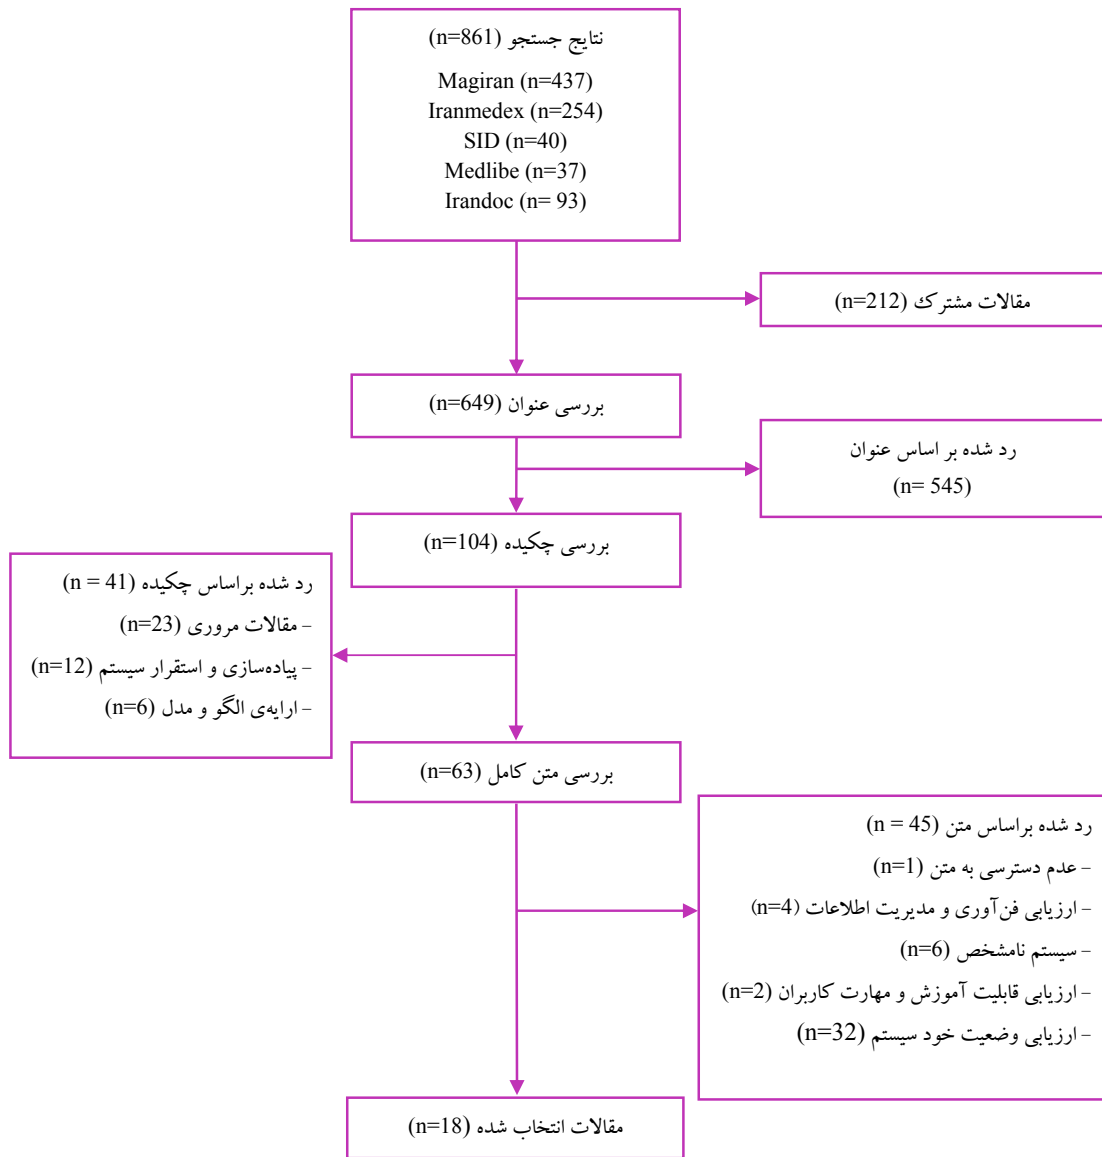 نتایج جستجو (n=861)
Magiran (n=437)
Iranmedex (n=254)
SID (n=40)
Medlibe (n=37)
Irandoc (n= 93)
مقالات مشترک (n=212)
بررسی عنوان (n=649)
رد شده بر اساس عنوان
(n= 545)
بررسی چکیده (n=104)
رد شده براساس چکیده (n = 41)
- مقالات مروری (n=23)
- پیاده‌سازی و استقرار سیستم (n=12)
- ارایه‌ی الگو و مدل (n=6)
بررسی متن کامل (n=63)
رد شده براساس متن (n = 45)
- عدم دسترسی به متن (n=1)
- ارزیابی فن‌آوری و مدیریت اطلاعات (n=4)
- سیستم نامشخص (n=6)
- ارزیابی قابلیت آموزش و مهارت کاربران (n=2)
- ارزیابی وضعیت خود سیستم (n=32)
مقالات انتخاب شده (n=18)